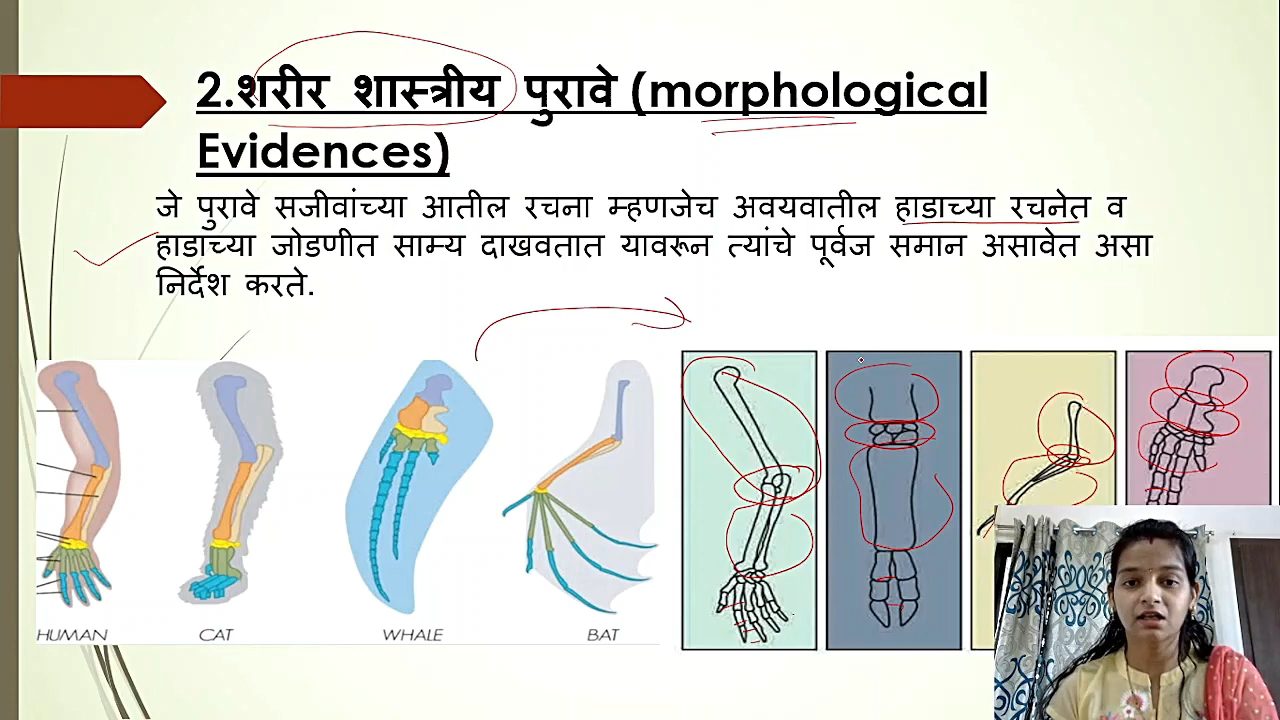 2.शरीर शास्त्रीय पुरावे (morphological
Evidences)
जे पुरावे सजीवांच्या आतील रचना म्हणजेच अवयवातील हाडाच्या रचनेत व
हाडाच्या जोडणीत साम्य दाखवतात यावरून त्यांचे पूर्वज समान असावेत असा
निर्देश करते.
HUMAN CAT WHALE BAT